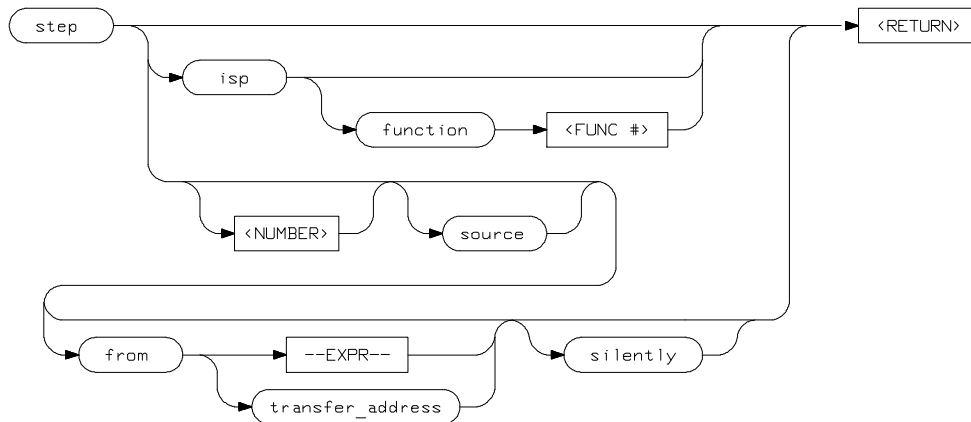 step
<RETURN>
isp
function
<FUNC #>
<NUMBER>
source
from
--EXPR--
silently
transfer_address